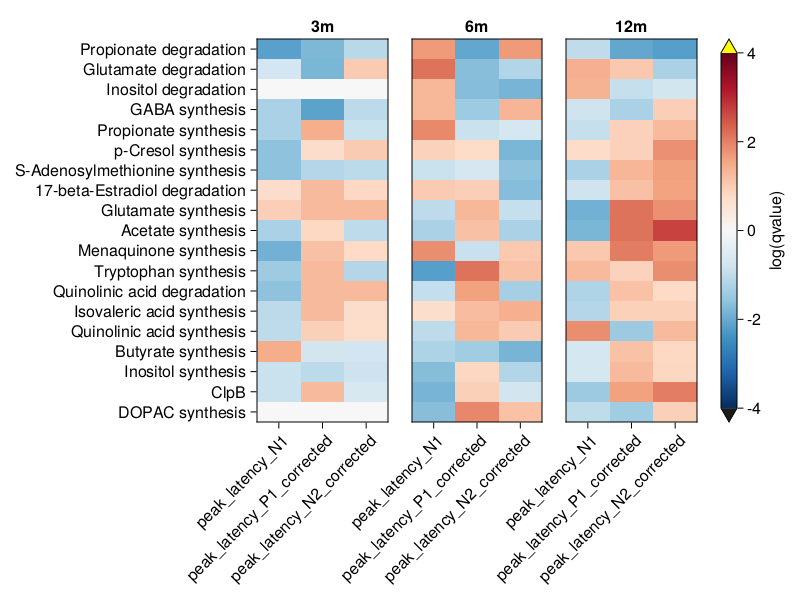 3m 6m 12m
Propionate degradation
Glutamate degradation
Inositol degradation
GABA synthesis
Propionate synthesis
p-Cresol synthesis
S-Adenosylmethionine synthesis
17-beta-Estradiol degradation
Glutamate synthesis
Acetate synthesis
Menaquinone synthesis
Tryptophan synthesis
Quinolinic acid degradation
Isovaleric acid synthesis
Quinolinic acid synthesis
Butyrate synthesis
Inositol synthesis
ClpB
DOPAC synthesis
peak_latency_N1
peak_latency_P1_corrected
peak_latency_N2_corrected
peak_latency_N1
peak_latency_P1_corrected
peak_latency_N2_corrected
peak_latency_N1
peak_latency_P1_corrected
peak_latency_N2_corrected
4
2
0
-2
-4
log(qvalue)